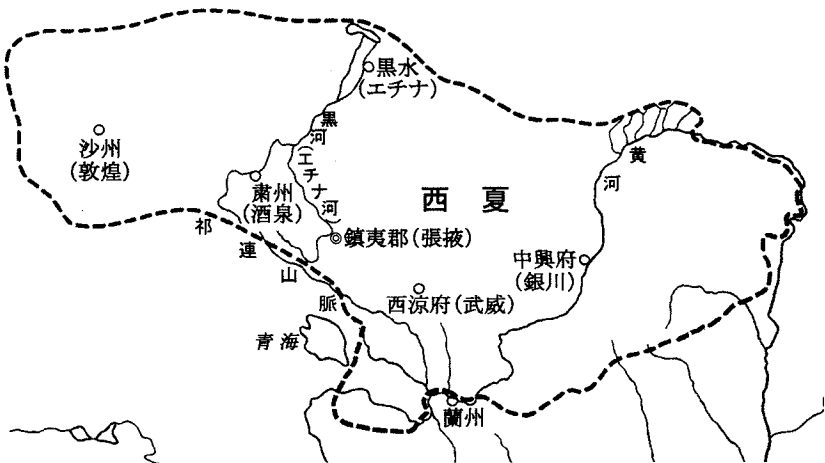 黒水
(エチナ)
黒河(エチナ河)
沙州
(敦煌)
粛州
(酒泉)
西夏
黄河
鎮夷郡(張掖)
祁連山脈
中興府
(銀川)
西涼府(武威)
青海
蘭州